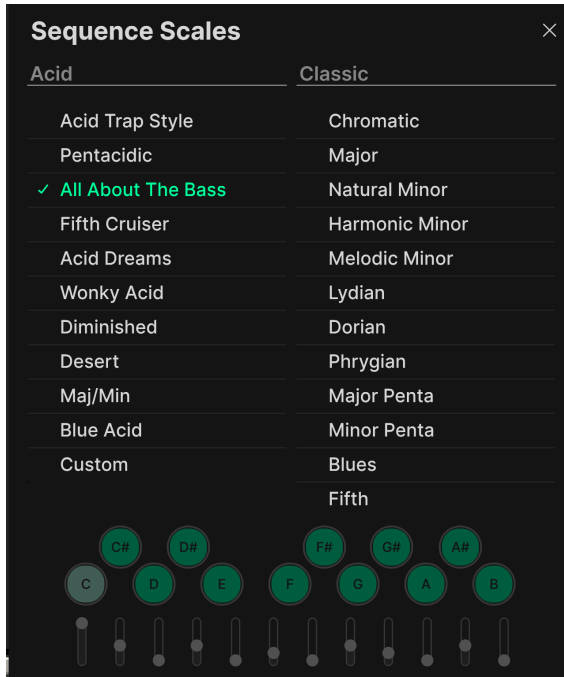 Sequence Scales
Acid
Classic
Acid Trap Style
Chromatic
Pentacidic
Major
All About The Bass
Natural Minor
Fifth Cruiser
Harmonic Minor
Acid Dreams
Melodic Minor
Wonky Acid
Lydian
Diminished
Dorian
Desert
Phrygian
Maj/Min
Major Penta
Blue Acid
Minor Penta
Custom
Blues
Fifth
C# D# F# G# A#
C D E F G A B